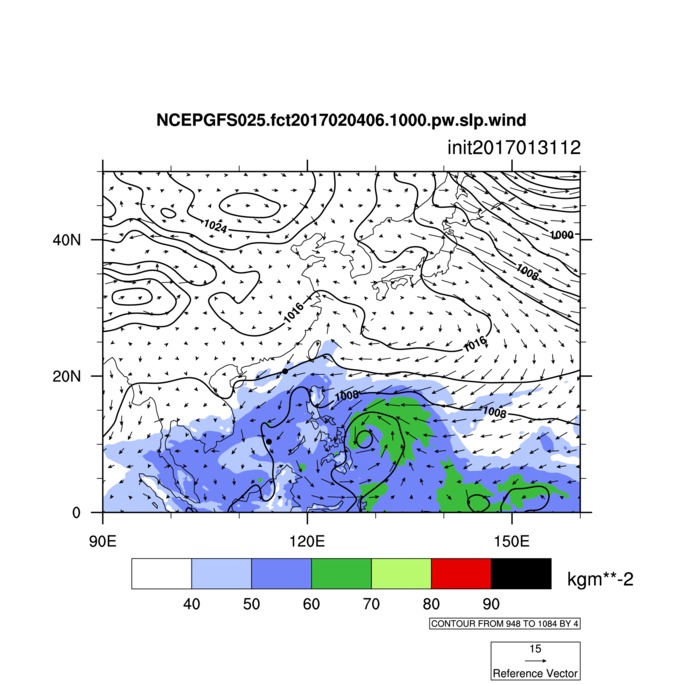 NCEPGFS025.fct2017020406.1000.pw.slp.wind
init2017013112
1024
1000
40N
1008
1016
1016
20N
1008
1008
0
90E 120E 150E
40 50 60 70 80 90
kgm**-2
CONTOUR FROM 948 TO 1084 BY 4
15
Reference Vector